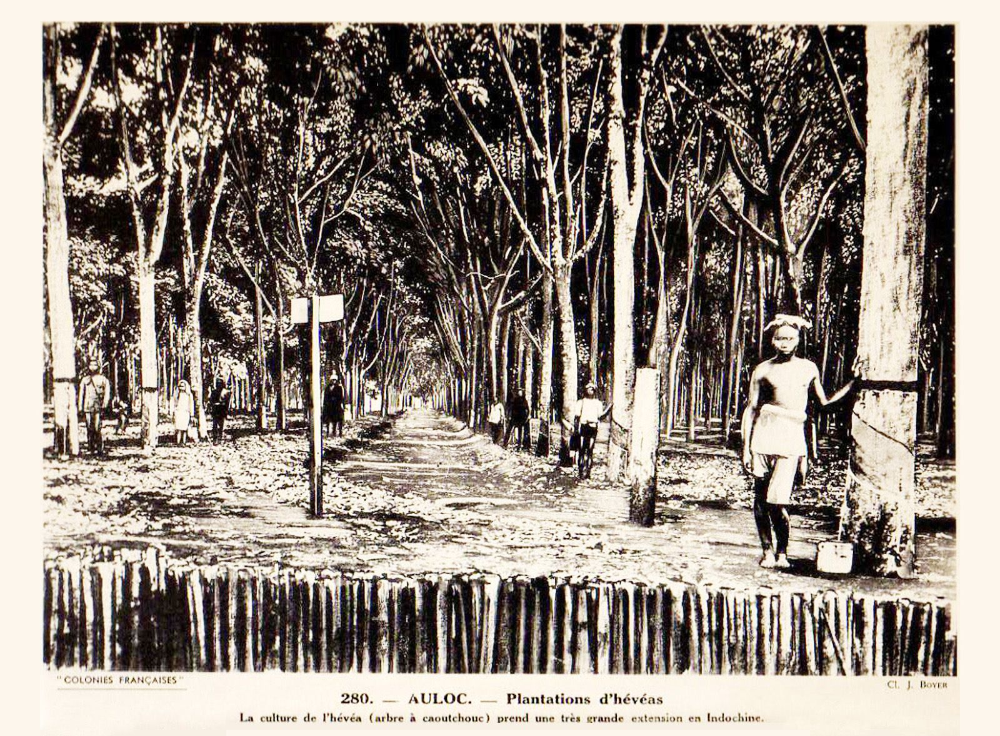 "COLONIES FRANÇAISES"
Cl. J. BOYER
280. — AULOC. — Plantations d'hévéas
La culture de l'hévéa (arbre à caoutchouc) prend une très grande extension en Indochine.